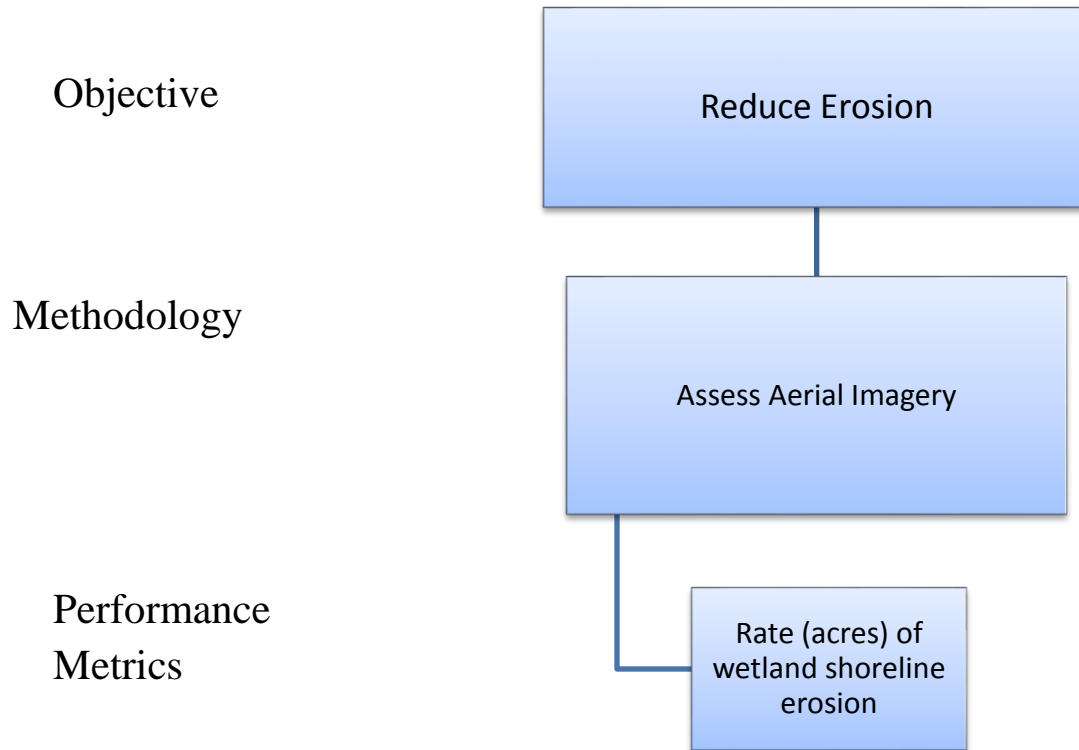 Objective
Reduce Erosion
Methodology
Assess Aerial Imagery
Performance
Metrics
Rate (acres) of
wetland shoreline
erosion